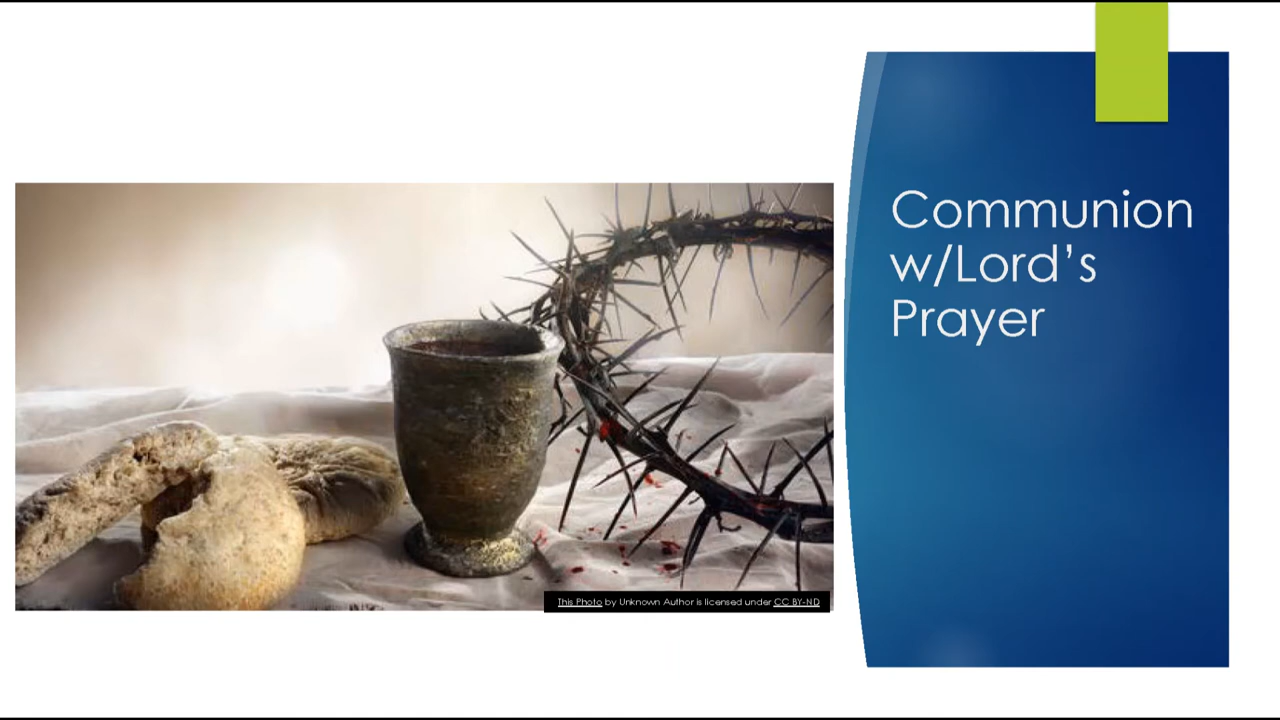 Communion
w/Lord's
Prayer
This Photo by Unknown Author is licensed under CC BY-ND